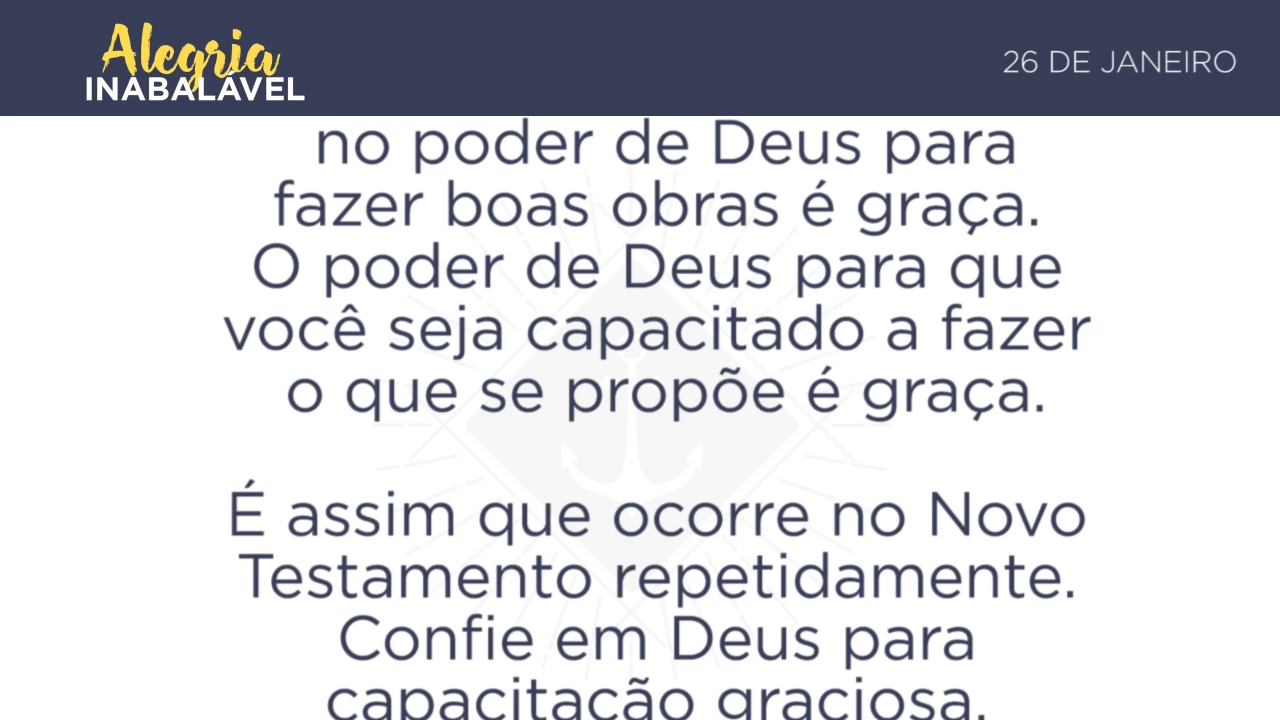 Alegria
INABALÁVEL
26 DE JANEIRO
no poder de Deus para
fazer boas obras é graça.
O poder de Deus para que
você seja capacitado a fazer
o que se propõe é graça.
É assim que ocorre no Novo
Testamento repetidamente.
Confie em Deus para
capacitação graciosa.